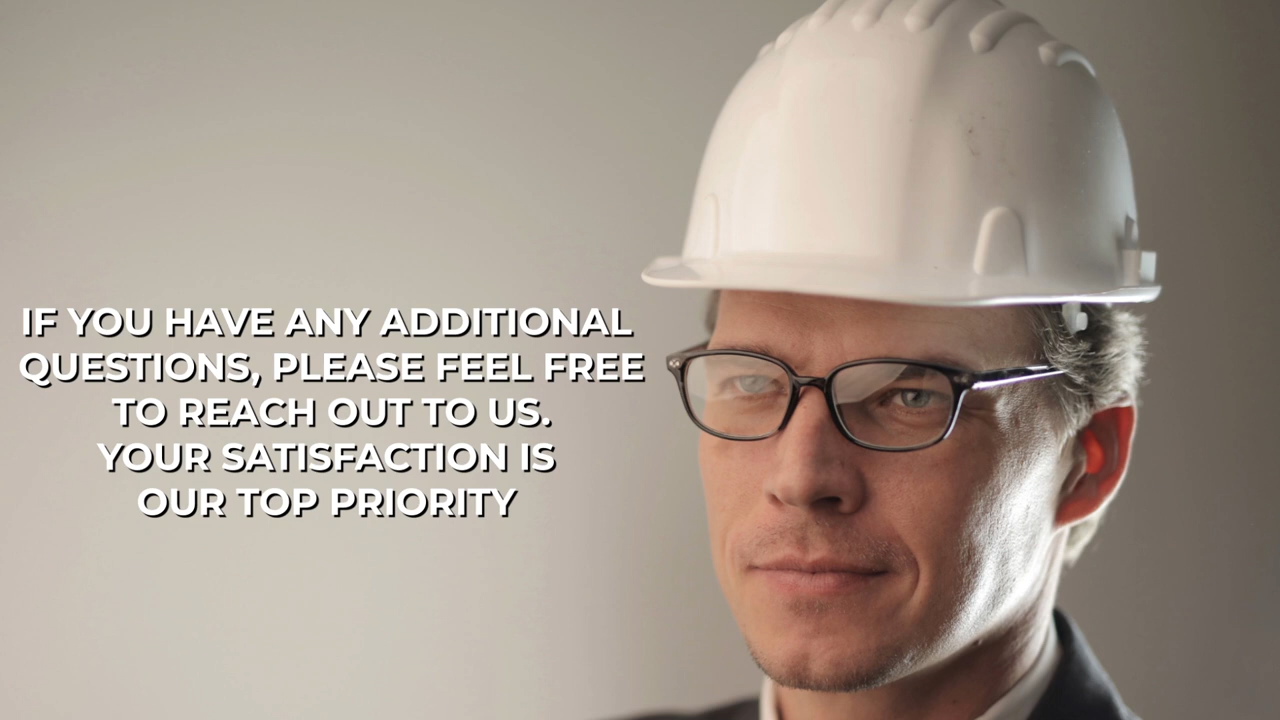 IF YOU HAVE ANY ADDITIONAL
QUESTIONS, PLEASE FEEL FREE
TO REACH OUT TO US.
YOUR SATISFACTION IS
OUR TOP PRIORITY